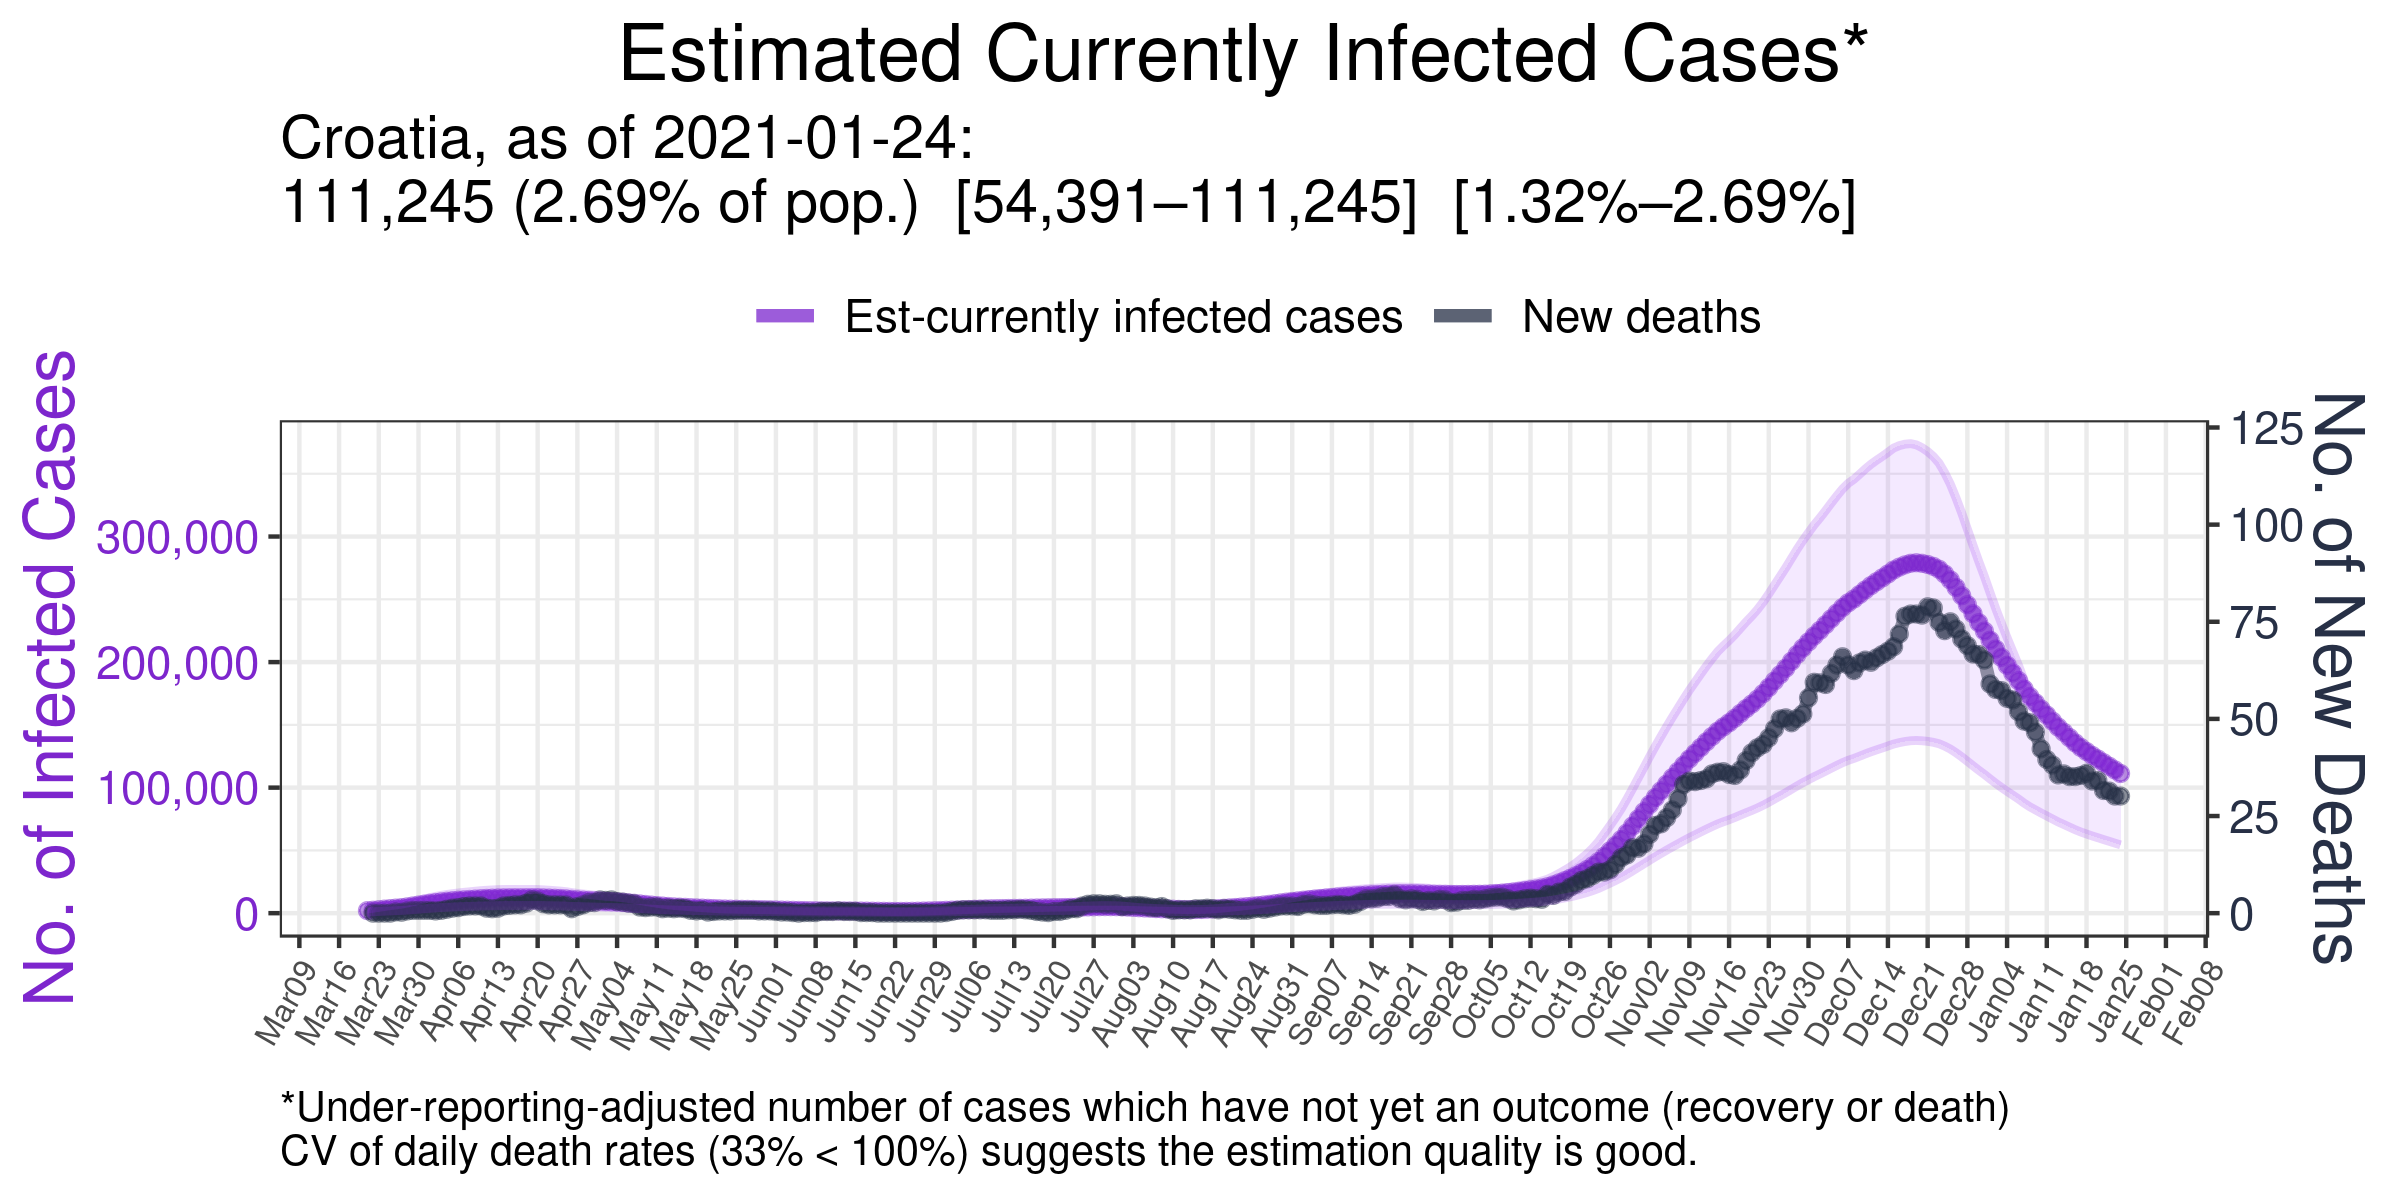 Estimated Currently Infected Cases*
Croatia, as of 2021-01-24:
111,245 (2.69% of pop.) [54,391–111,245] [1.32%–2.69%]
Est-currently infected cases New deaths
No. of Infected Cases
300,000
200,000
100,000
0
125
100
75
50
25
0
No. of New Deaths
Mar09 Mar16 Mar23 Mar30 Apr06 Apr13 Apr20 Apr27 May04 May11 May18 May25 Jun01 Jun08 Jun15 Jun22 Jun29 Jul06 Jul13 Jul20 Jul27 Aug03 Aug10 Aug17 Aug24 Aug31 Sep07 Sep14 Sep21 Sep28 Oct05 Oct12 Oct19 Oct26 Nov02 Nov09 Nov16 Nov23 Nov30 Dec07 Dec14 Dec21 Dec28 Jan04 Jan11 Jan18 Jan25 Feb01 Feb08
*Under-reporting-adjusted number of cases which have not yet an outcome (recovery or death)
CV of daily death rates (33% < 100%) suggests the estimation quality is good.